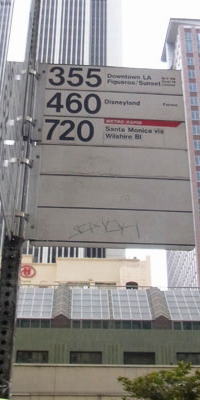 355 Downtown LA
Figueroa/Sunset
460 Disneyland
METRO RAPID
720 Santa Monica via
Wilshire Bl